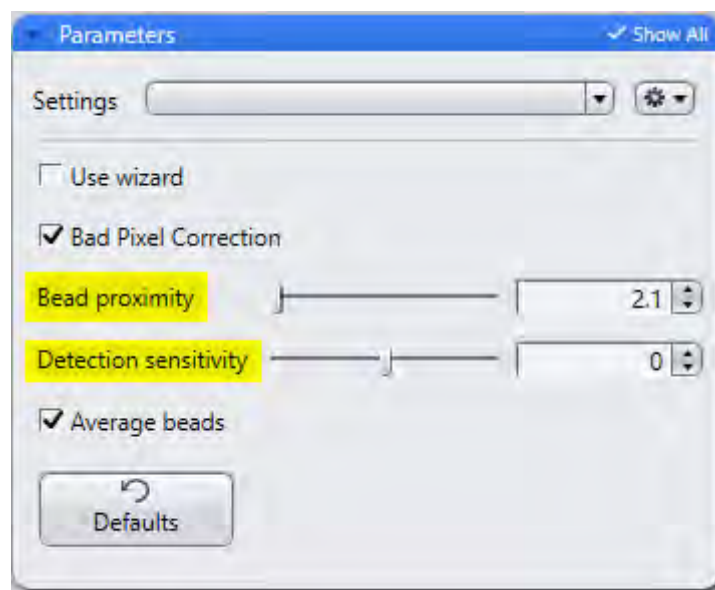 Parameters Show All
Settings
Use wizard
Bad Pixel Correction
Bead proximity 2.1
Detection sensitivity 0
Average beads
Defaults